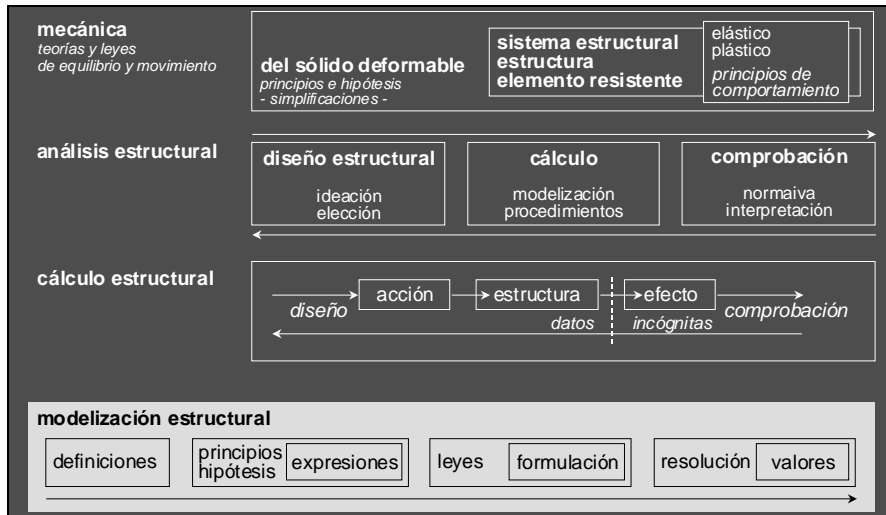 mecánica
teorías y leyes
de equilibrio y movimiento
del sólido deformable
principios e hipótesis
- simplificaciones -
sistema estructural
estructura
elemento resistente
elástico
plástico
principios de
comportamiento
análisis estructural
diseño estructural
ideación
elección
cálculo
modelización
procedimientos
comprobación
normaiva
interpretación
cálculo estructural
diseño
acción
estructura
datos
efecto
incógnitas
comprobación
modelización estructural
definiciones
principios
hipótesis
expresiones
leyes
formulación
resolución
valores